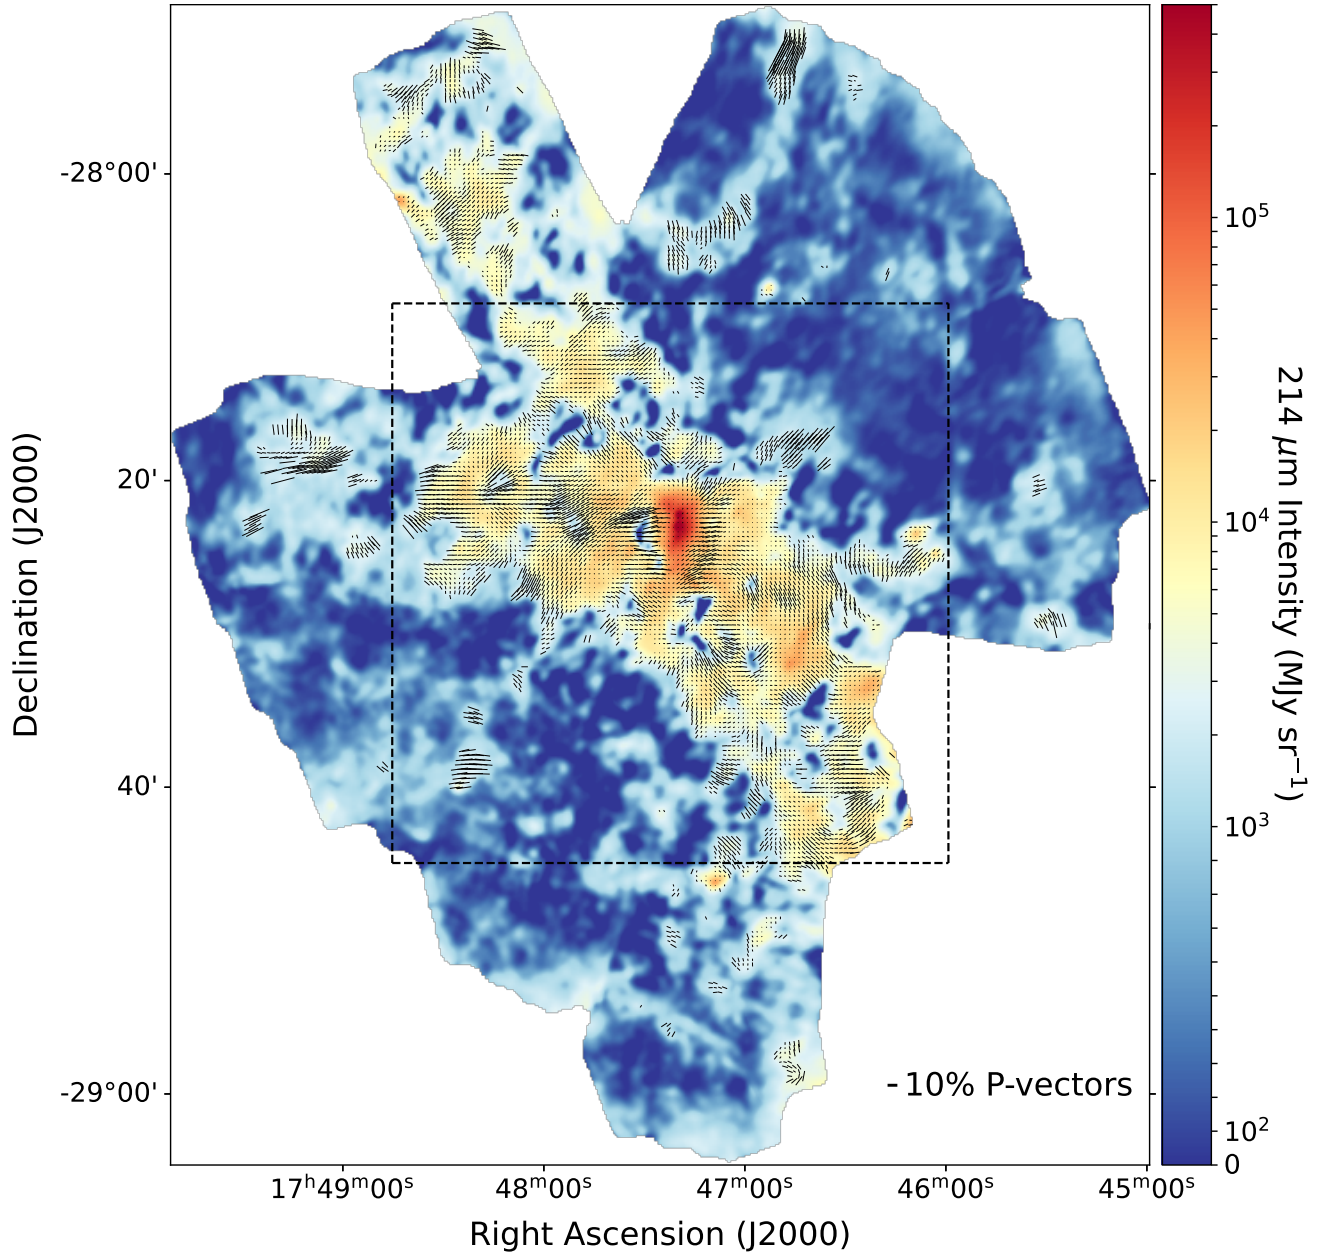 -28°00'
20'
40'
-29°00'
Declination (J2000)
17ʰ49ᵐ00ˢ
48ᵐ00ˢ
47ᵐ00ˢ
46ᵐ00ˢ
45ᵐ00ˢ
Right Ascension (J2000)
10% P-vectors
10⁵
10⁴
10³
10²
0
214 μm Intensity (MJy sr⁻¹)